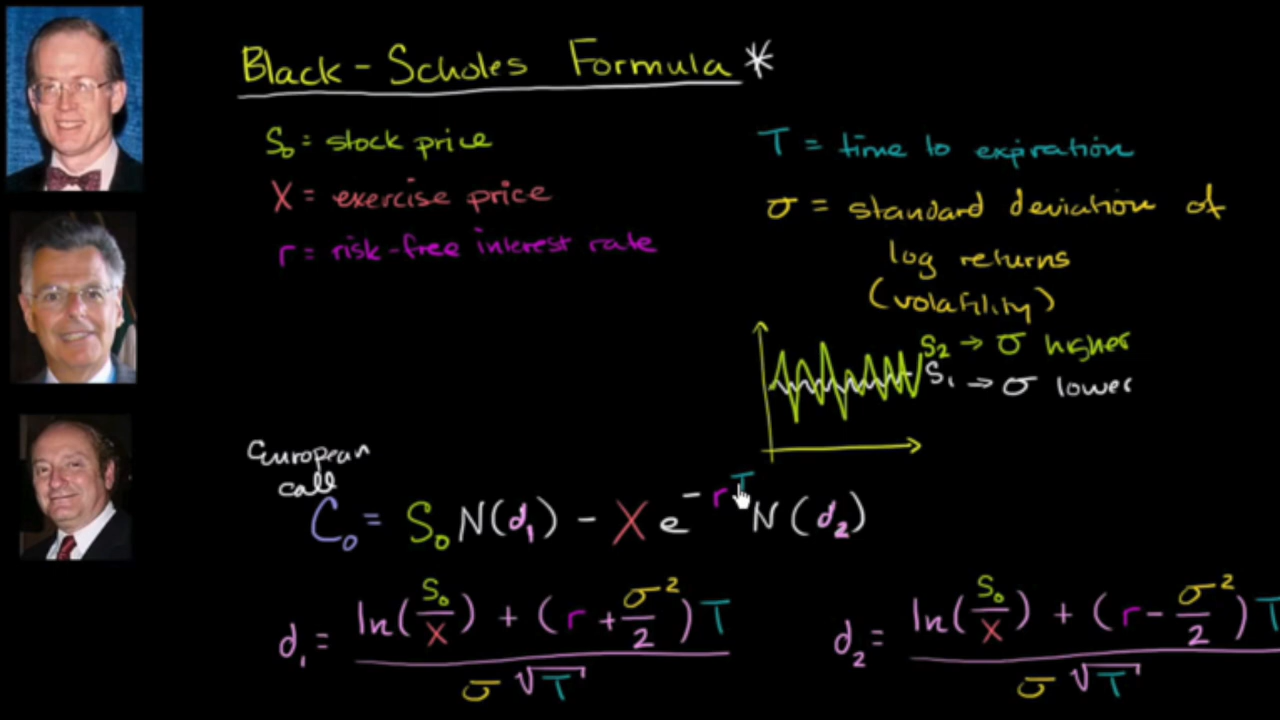 Black-Scholes Formula *
S₀ = stock price
X = exercise price
r = risk-free interest rate
T = time to expiration
σ = standard deviation of
log returns
(volatility)
S₂ → σ higher
S₁ → σ lower
European
call
C₀ = S₀ N(d₁) - X e^{-rT} N(d₂)
d₁ = (ln(S₀/X) + (r + σ²/2) T) / (σ √T)
d₂ = (ln(S₀/X) + (r - σ²/2) T) / (σ √T)